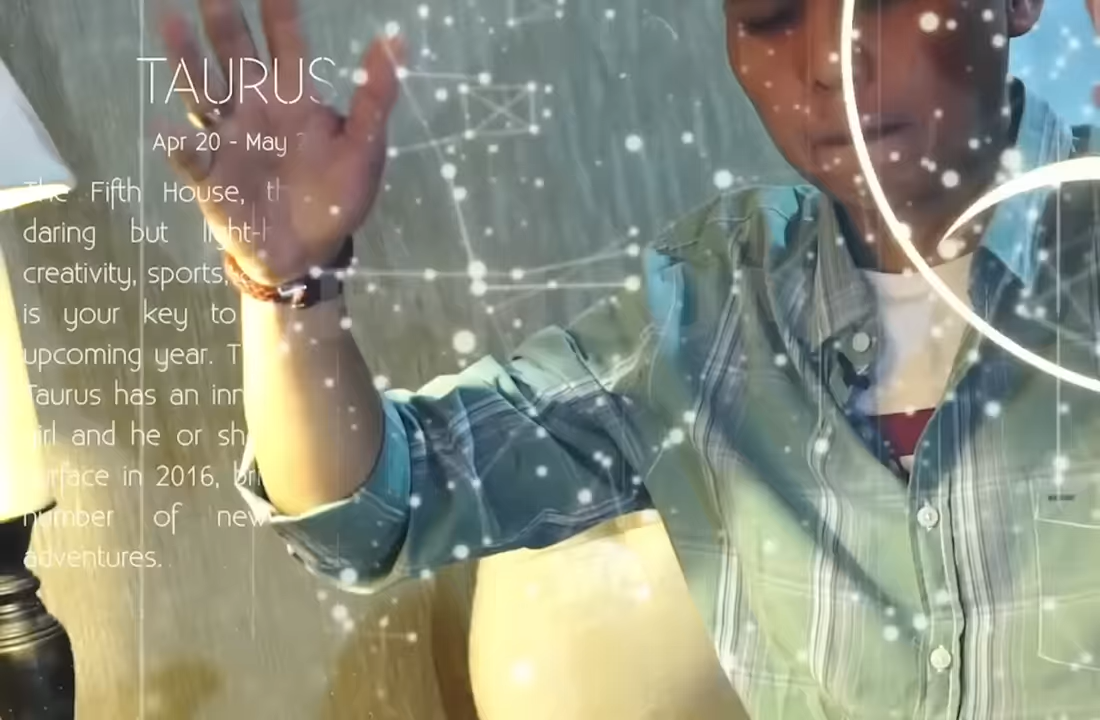 TAURUS
Apr 20 - May
The Fifth House,
daring but
creativity, sports,
is your key to
upcoming year.
Taurus has an
girl and he or
surface in 2016,
number of new
adventures.